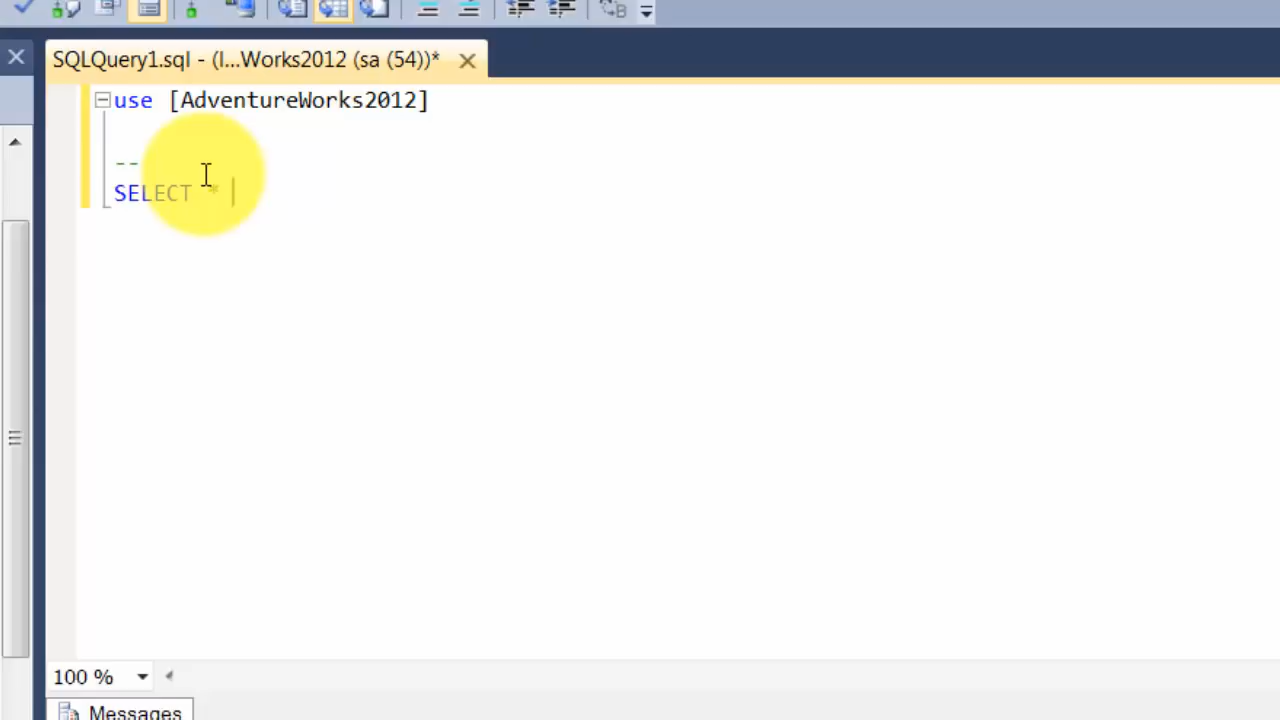 SQLQuery1.sql - (l...Works2012 (sa (54))*
use [AdventureWorks2012]
--
SELECT *
100 %
Messages